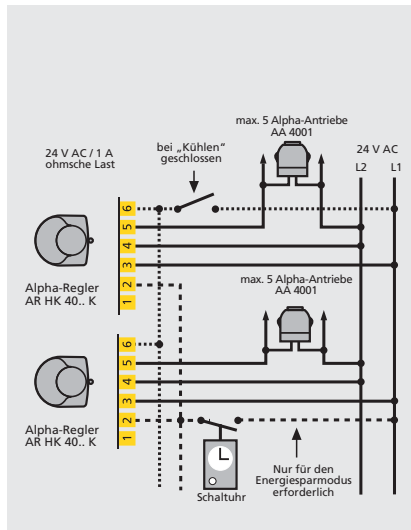 max. 5 Alpha-Antriebe
AA 4001
24 V AC / 1 A
ohmsche Last
bei „Kühlen“
geschlossen
24 V AC
L2 L1
6
5
4
3
2
1
Alpha-Regler
AR HK 40.. K
max. 5 Alpha-Antriebe
AA 4001
6
5
4
3
2
1
Alpha-Regler
AR HK 40.. K
Schaltuhr
Nur für den
Energiesparmodus
erforderlich